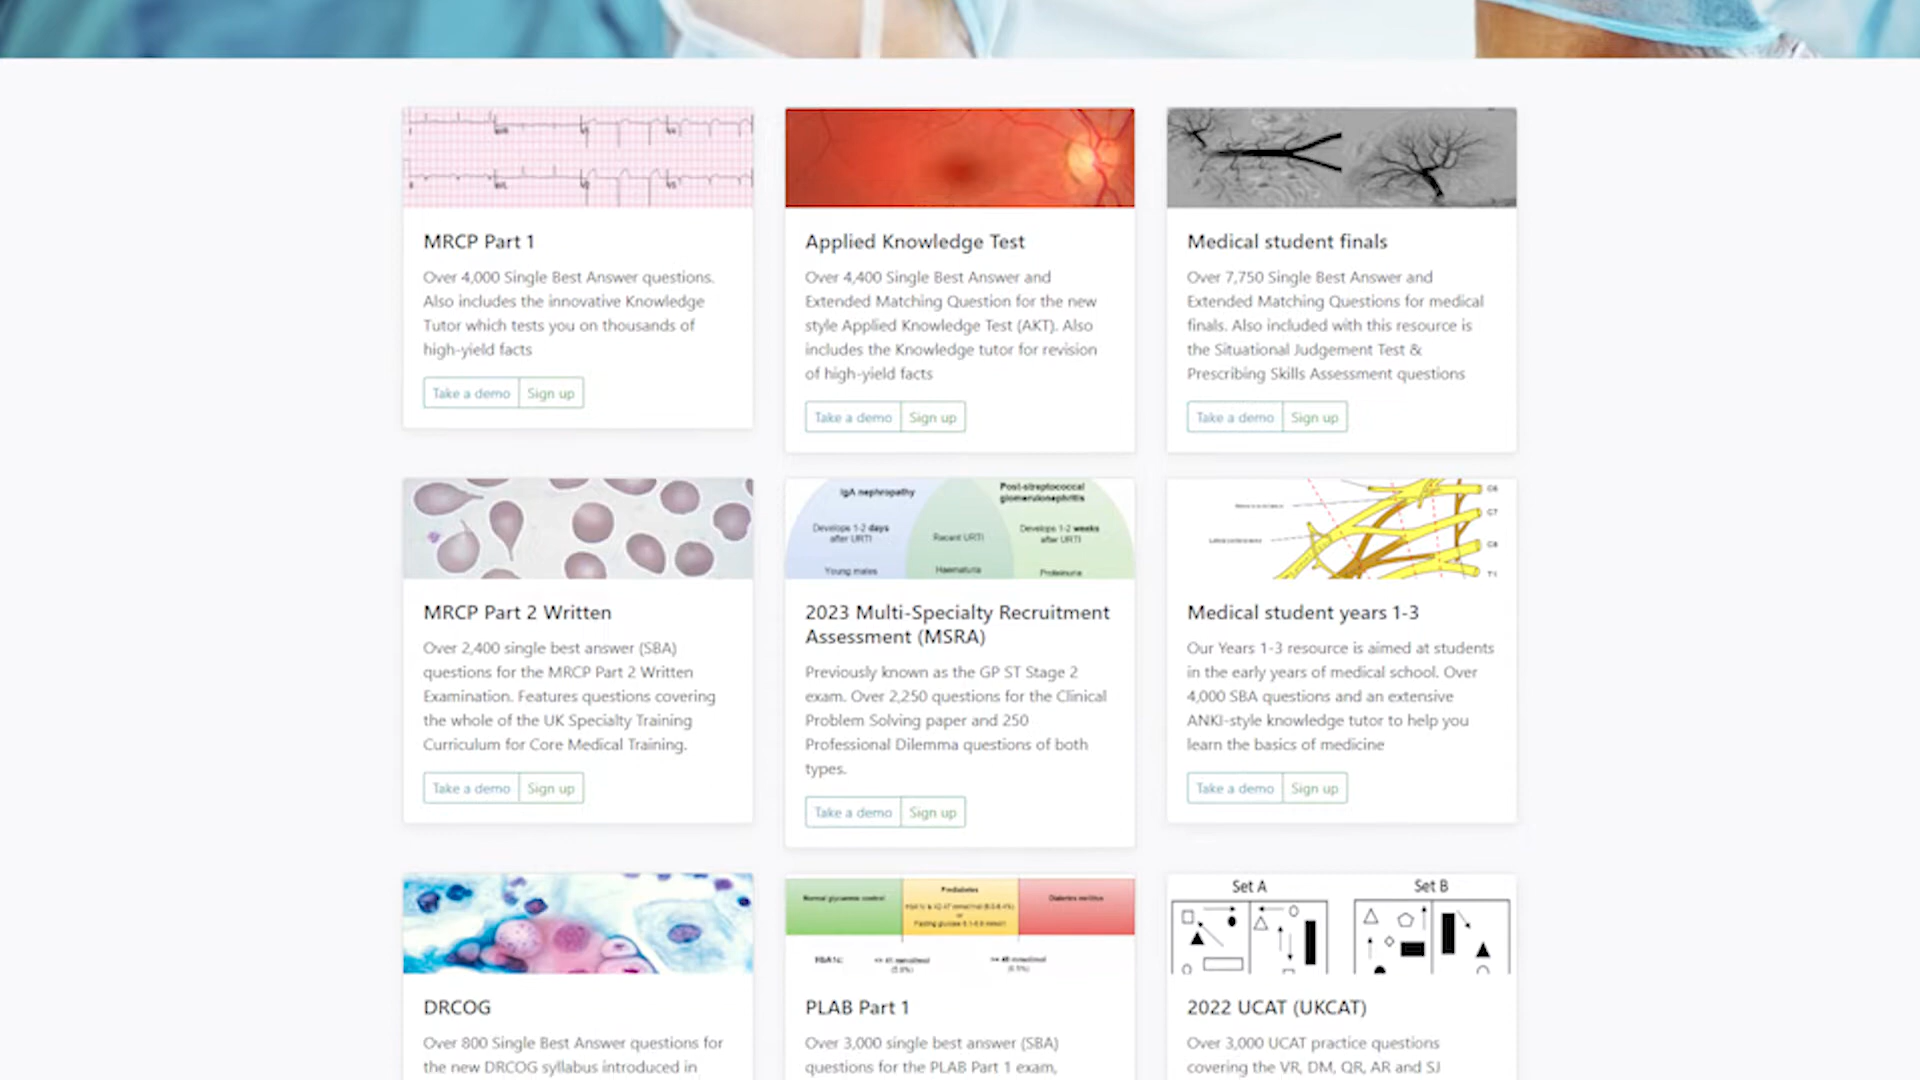 MRCP Part 1
Over 4,000 Single Best Answer questions.
Also includes the innovative Knowledge
Tutor which tests you on thousands of
high-yield facts
Take a demo
Sign up
Applied Knowledge Test
Over 4,400 Single Best Answer and
Extended Matching Question for the new
style Applied Knowledge Test (AKT). Also
includes the Knowledge tutor for revision
of high-yield facts
Take a demo
Sign up
Medical student finals
Over 7,750 Single Best Answer and
Extended Matching Questions for medical
finals. Also included with this resource is
the Situational Judgement Test &
Prescribing Skills Assessment questions
Take a demo
Sign up
MRCP Part 2 Written
Over 2,400 single best answer (SBA)
questions for the MRCP Part 2 Written
Examination. Features questions covering
the whole of the UK Specialty Training
Curriculum for Core Medical Training.
Take a demo
Sign up
IgA nephropathy
Post-streptococcal
glomerulonephritis
Develops 1-2 days
after URTI
Recent URTI
Develops 1-2 weeks
after URTI
Young males
Haematuria
Proteinuria
2023 Multi-Specialty Recruitment
Assessment (MSRA)
Previously known as the GP ST Stage 2
exam. Over 2,250 questions for the Clinical
Problem Solving paper and 250
Professional Dilemma questions of both
types.
Take a demo
Sign up
C6
C7
C8
T1
Medical student years 1-3
Our Years 1-3 resource is aimed at students
in the early years of medical school. Over
4,000 SBA questions and an extensive
ANKI-style knowledge tutor to help you
learn the basics of medicine
Take a demo
Sign up
DRCOG
Over 800 Single Best Answer questions for
the new DRCOG syllabus introduced in
Normal glycaemic control
Prediabetes
Diabetes mellitus
PLAB Part 1
Over 3,000 single best answer (SBA)
questions for the PLAB Part 1 exam,
Set A
Set B
2022 UCAT (UKCAT)
Over 3,000 UCAT practice questions
covering the VR, DM, QR, AR and SJ